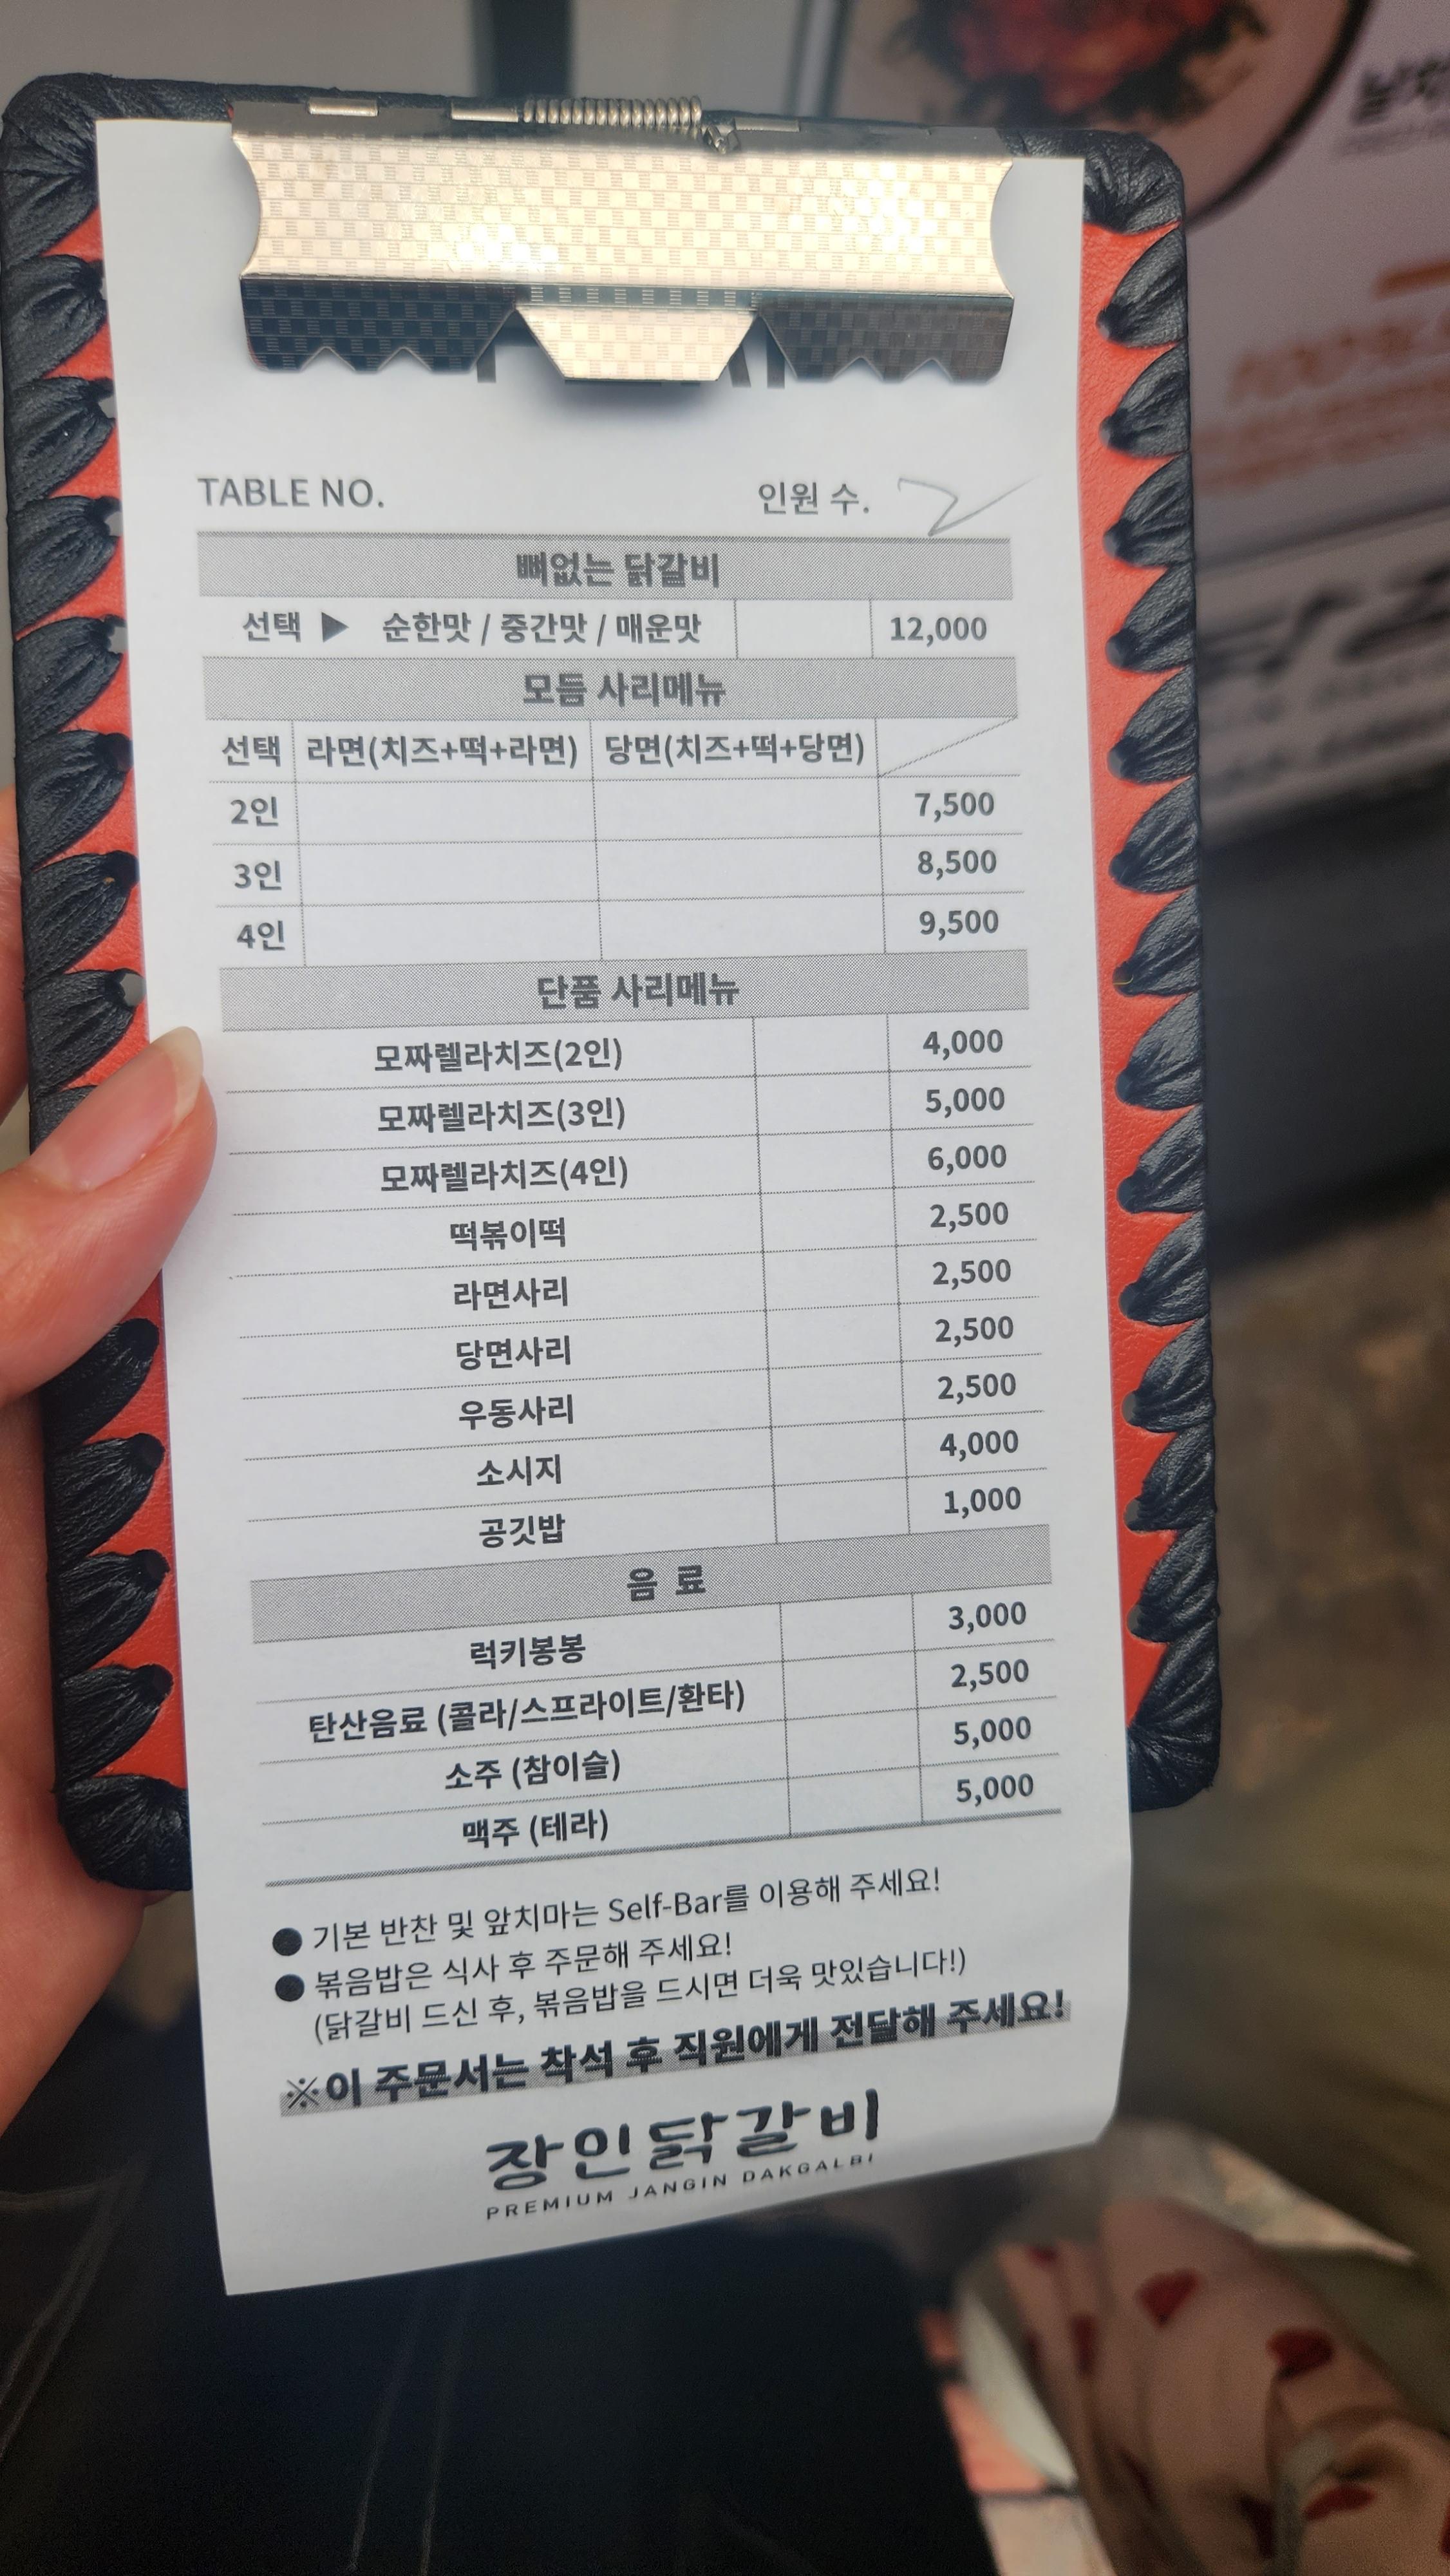 TABLE NO. 인원 수. 2
뼈없는 닭갈비
선택 ▶ 순한맛 / 중간맛 / 매운맛 12,000
모듬 사리메뉴
선택 라면(치즈+떡+라면) 당면(치즈+떡+당면)
2인 7,500
3인 8,500
4인 9,500
단품 사리메뉴
모짜렐라치즈(2인) 4,000
모짜렐라치즈(3인) 5,000
모짜렐라치즈(4인) 6,000
떡볶이떡 2,500
라면사리 2,500
당면사리 2,500
우동사리 2,500
소시지 4,000
공깃밥 1,000
음 료
럭키봉봉 3,000
탄산음료 (콜라/스프라이트/환타) 2,500
소주 (참이슬) 5,000
맥주 (테라) 5,000
● 기본 반찬 및 앞치마는 Self-Bar를 이용해 주세요!
● 볶음밥은 식사 후 주문해 주세요!
(닭갈비 드신 후, 볶음밥을 드시면 더욱 맛있습니다!)
※이 주문서는 착석 후 직원에게 전달해 주세요!
장인닭갈비
PREMIUM JANGIN DAKGALBI